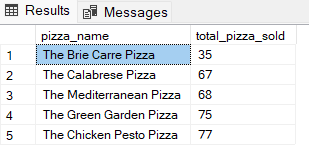 Results Messages
pizza_name total_pizza_sold
1 The Brie Carre Pizza 35
2 The Calabrese Pizza 67
3 The Mediterranean Pizza 68
4 The Green Garden Pizza 75
5 The Chicken Pesto Pizza 77